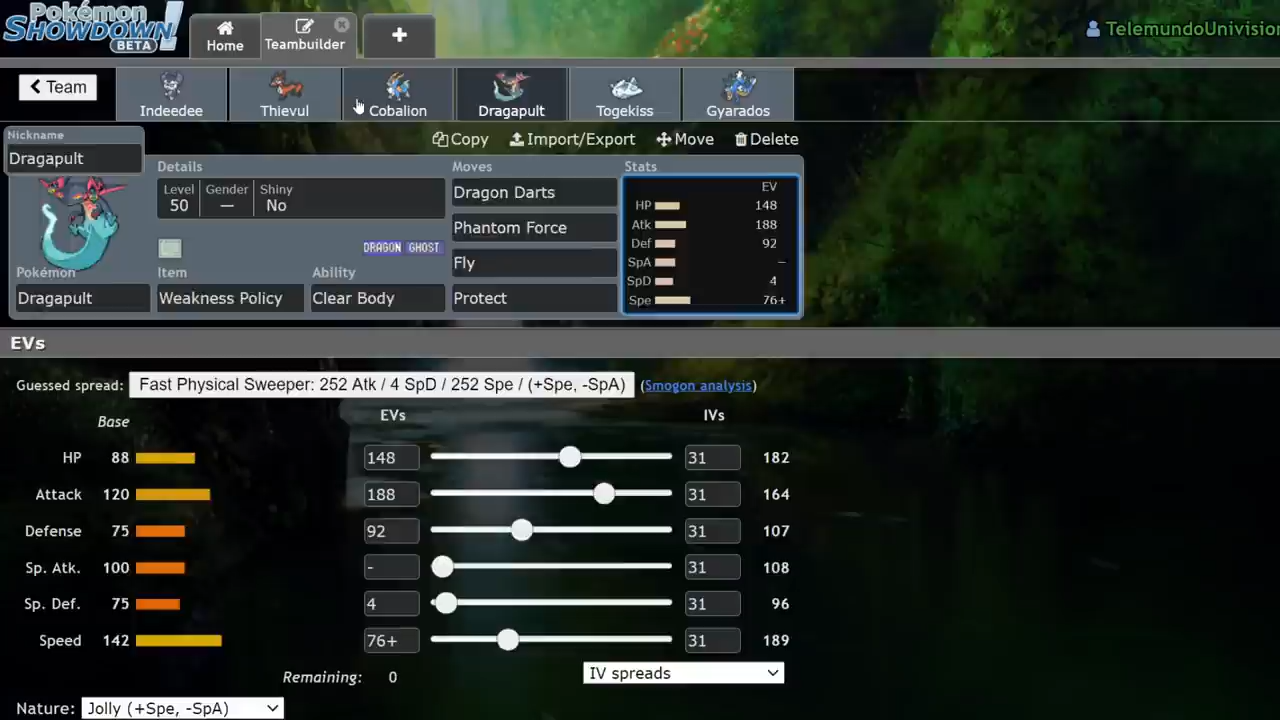 Pokémon
SHOWDOWN!
BETA
Home
Teambuilder
+
TelemundoUnivision
Team
Indeedee
Thievul
Cobalion
Dragapult
Togekiss
Gyarados
Copy
Import/Export
Move
Delete
Nickname
Dragapult
Details
Level
50
Gender
—
Shiny
No
DRAGON GHOST
Pokémon
Dragapult
Item
Weakness Policy
Ability
Clear Body
Moves
Dragon Darts
Phantom Force
Fly
Protect
Stats
EV
HP 148
Atk 188
Def 92
SpA –
SpD 4
Spe 76+
EVs
Guessed spread: Fast Physical Sweeper: 252 Atk / 4 SpD / 252 Spe / (+Spe, -SpA) (Smogon analysis)
Base EVs IVs
HP 88 148 31 182
Attack 120 188 31 164
Defense 75 92 31 107
Sp. Atk. 100 - 31 108
Sp. Def. 75 4 31 96
Speed 142 76+ 31 189
Remaining: 0
IV spreads
Nature: Jolly (+Spe, -SpA)